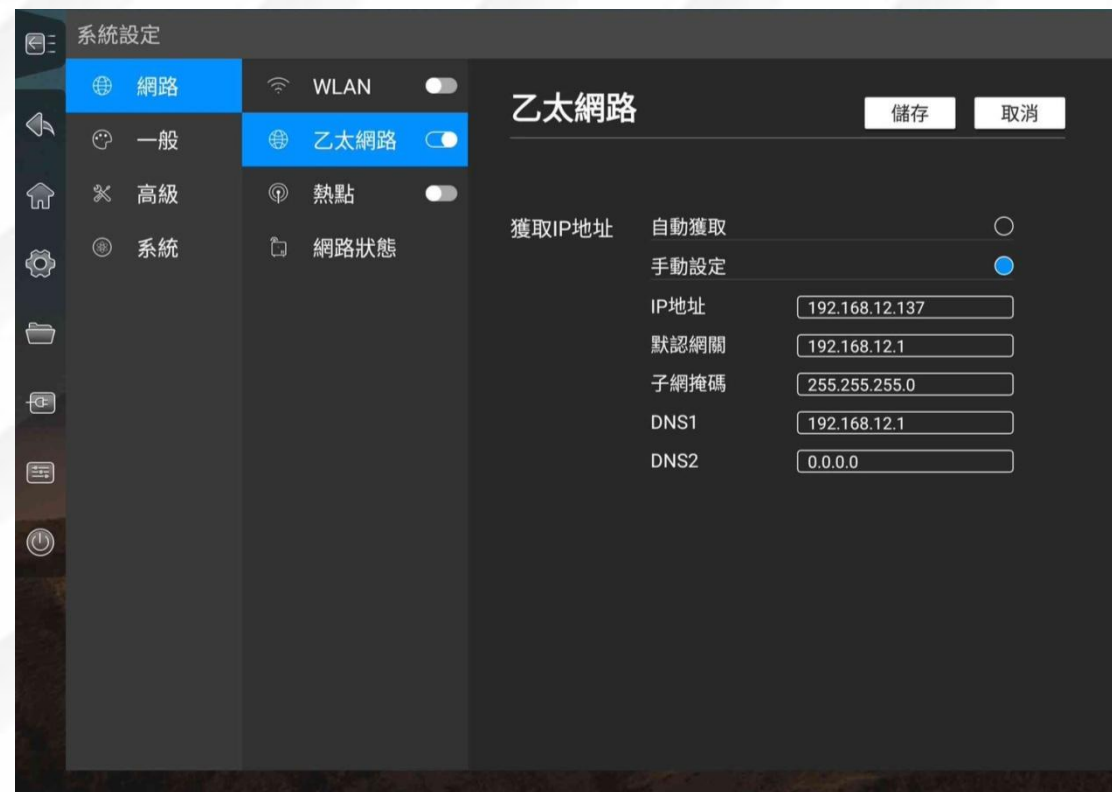 系統設定
網路
一般
高級
系統
WLAN
乙太網路
熱點
網路狀態
乙太網路
儲存
取消
獲取IP地址
自動獲取
手動設定
IP地址 192.168.12.137
默認網關 192.168.12.1
子網掩碼 255.255.255.0
DNS1 192.168.12.1
DNS2 0.0.0.0